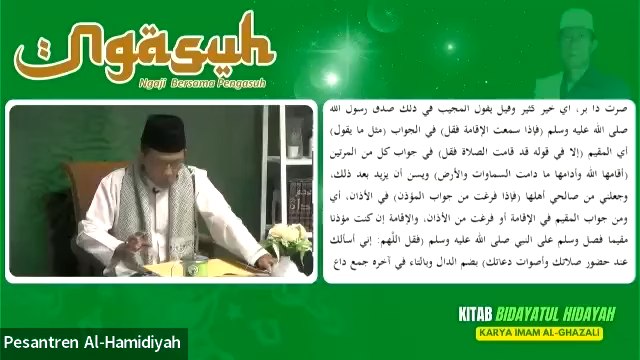 Ngasuh
Ngaji Bersama Pengasuh
صرت ذا بر، أي خير كثير وقيل يقول المجيب في ذلك صدق رسول الله
صلى الله عليه وسلم (فإذا سمعت الإقامة فقل) في الجواب (مثل ما يقول)
أي المقيم (إلا في قوله قد قامت الصلاة فقل) في جواب كل من المرتين
(أقامها الله وأدامها ما دامت السماوات والأرض) ويسن أن يزيد بعد ذلك،
وجعلني من صالحي أهلها (فإذا فرغت من جواب المؤذن) في الأذان، أي
ومن جواب المقيم في الإقامة أو فرغت من الأذان، والإقامة إن كنت مؤذنا
مقيما فصل وسلم على النبي صلى الله عليه وسلم (فقل اللهم: إني أسألك
عند حضور صلاتك وأصوات دعاتك) بضم الدال وبالتاء في آخره جمع داع
KITAB BIDAYATUL HIDAYAH
KARYA IMAM AL-GHAZALI
Pesantren Al-Hamidiyah